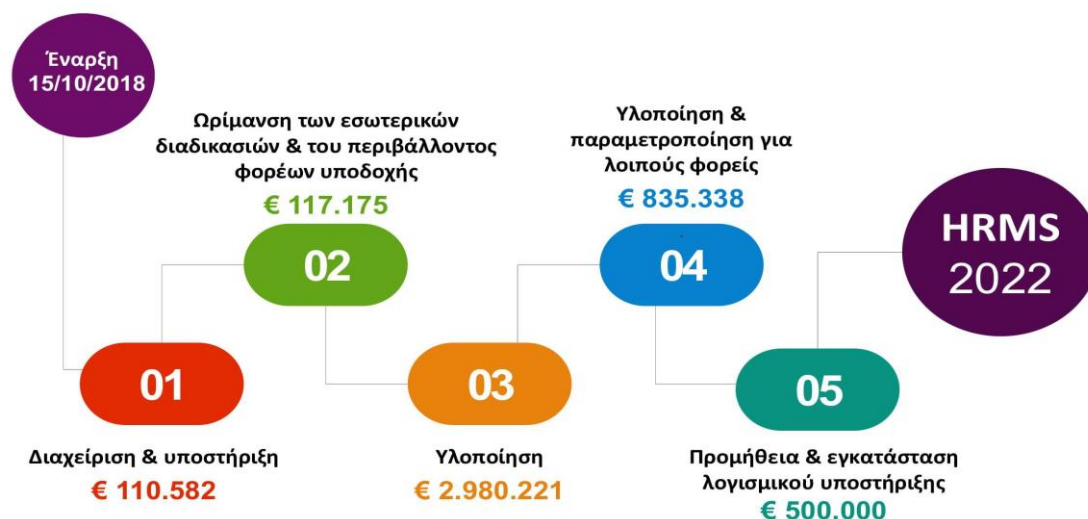 Έναρξη
15/10/2018
Ωρίμανση των εσωτερικών
διαδικασιών & του περιβάλλοντος
φορέων υποδοχής
€ 117.175
02
Υλοποίηση &
παραμετροποίηση για
λοιπούς φορείς
€ 835.338
04
HRMS
2022
01
Διαχείριση & υποστήριξη
€ 110.582
03
Υλοποίηση
€ 2.980.221
05
Προμήθεια & εγκατάσταση
λογισμικού υποστήριξης
€ 500.000